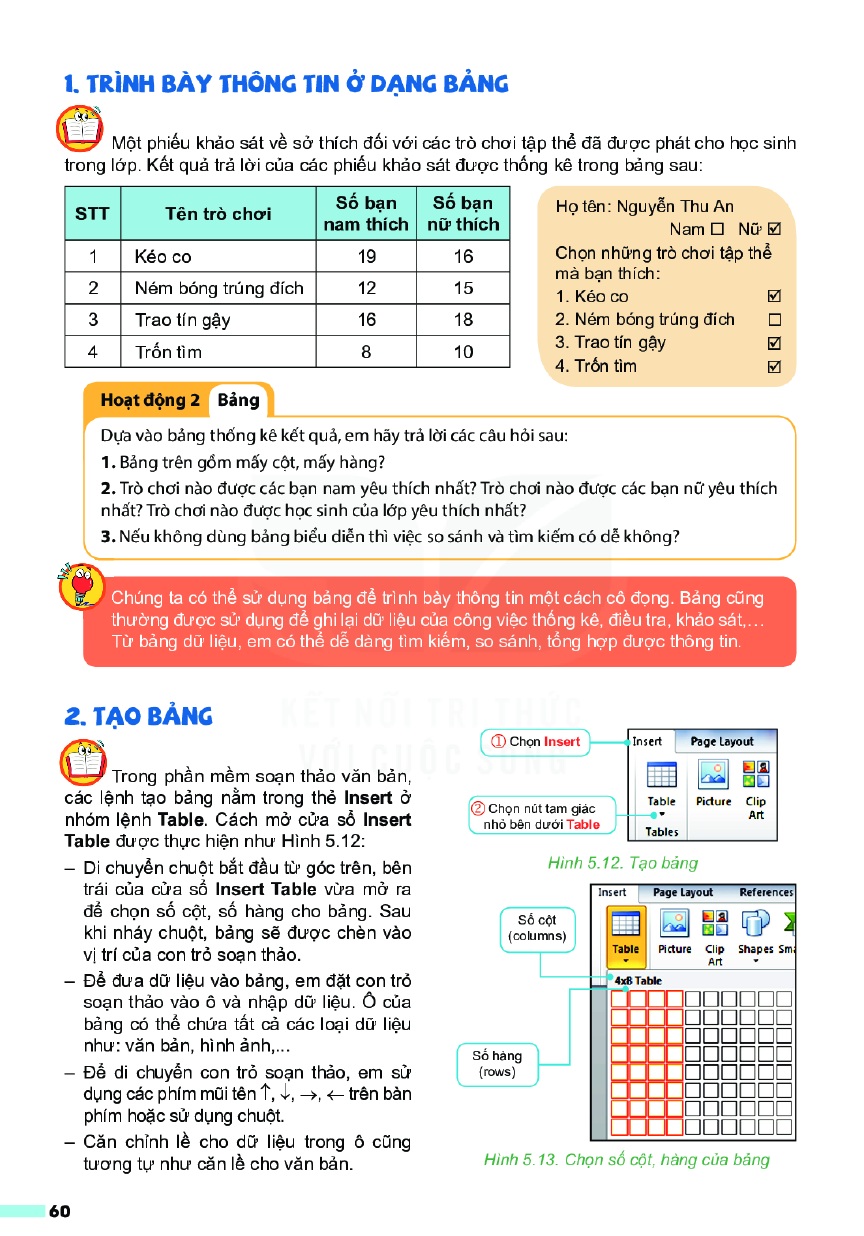 1. TRÌNH BÀY THÔNG TIN Ở DẠNG BẢNG
Một phiếu khảo sát về sở thích đối với các trò chơi tập thể đã được phát cho học sinh
trong lớp. Kết quả trả lời của các phiếu khảo sát được thống kê trong bảng sau:
STT Tên trò chơi Số bạn nam thích Số bạn nữ thích
1 Kéo co 19 16
2 Ném bóng trúng đích 12 15
3 Trao tín gậy 16 18
4 Trốn tìm 8 10
Họ tên: Nguyễn Thu An
Nam ☐ Nữ ☑
Chọn những trò chơi tập thể
mà bạn thích:
1. Kéo co ☑
2. Ném bóng trúng đích ☐
3. Trao tín gậy ☑
4. Trốn tìm ☑
Hoạt động 2 Bảng
Dựa vào bảng thống kê kết quả, em hãy trả lời các câu hỏi sau:
1. Bảng trên gồm mấy cột, mấy hàng?
2. Trò chơi nào được các bạn nam yêu thích nhất? Trò chơi nào được các bạn nữ yêu thích
nhất? Trò chơi nào được học sinh của lớp yêu thích nhất?
3. Nếu không dùng bảng biểu diễn thì việc so sánh và tìm kiếm có dễ không?
Chúng ta có thể sử dụng bảng để trình bày thông tin một cách cô đọng. Bảng cũng
thường được sử dụng để ghi lại dữ liệu của công việc thống kê, điều tra, khảo sát,...
Từ bảng dữ liệu, em có thể dễ dàng tìm kiếm, so sánh, tổng hợp được thông tin.
KẾT NỐI TRI THỨC
VỚI CUỘC SỐNG
2. TẠO BẢNG
Trong phần mềm soạn thảo văn bản,
các lệnh tạo bảng nằm trong thẻ Insert ở
nhóm lệnh Table. Cách mở cửa sổ Insert
Table được thực hiện như Hình 5.12:
– Di chuyển chuột bắt đầu từ góc trên, bên
trái của cửa sổ Insert Table vừa mở ra
để chọn số cột, số hàng cho bảng. Sau
khi nháy chuột, bảng sẽ được chèn vào
vị trí của con trỏ soạn thảo.
– Để đưa dữ liệu vào bảng, em đặt con trỏ
soạn thảo vào ô và nhập dữ liệu. Ô của
bảng có thể chứa tất cả các loại dữ liệu
như: văn bản, hình ảnh,...
– Để di chuyển con trỏ soạn thảo, em sử
dụng các phím mũi tên ↑, ↓, →, ← trên bàn
phím hoặc sử dụng chuột.
– Căn chỉnh lề cho dữ liệu trong ô cũng
tương tự như căn lề cho văn bản.
① Chọn Insert
② Chọn nút tam giác
nhỏ bên dưới Table
Insert Page Layout
Table Picture Clip Art
Tables
Hình 5.12. Tạo bảng
Số cột
(columns)
Số hàng
(rows)
Insert Page Layout References
Table Picture Clip Art Shapes Sma
4x8 Table
Hình 5.13. Chọn số cột, hàng của bảng
60